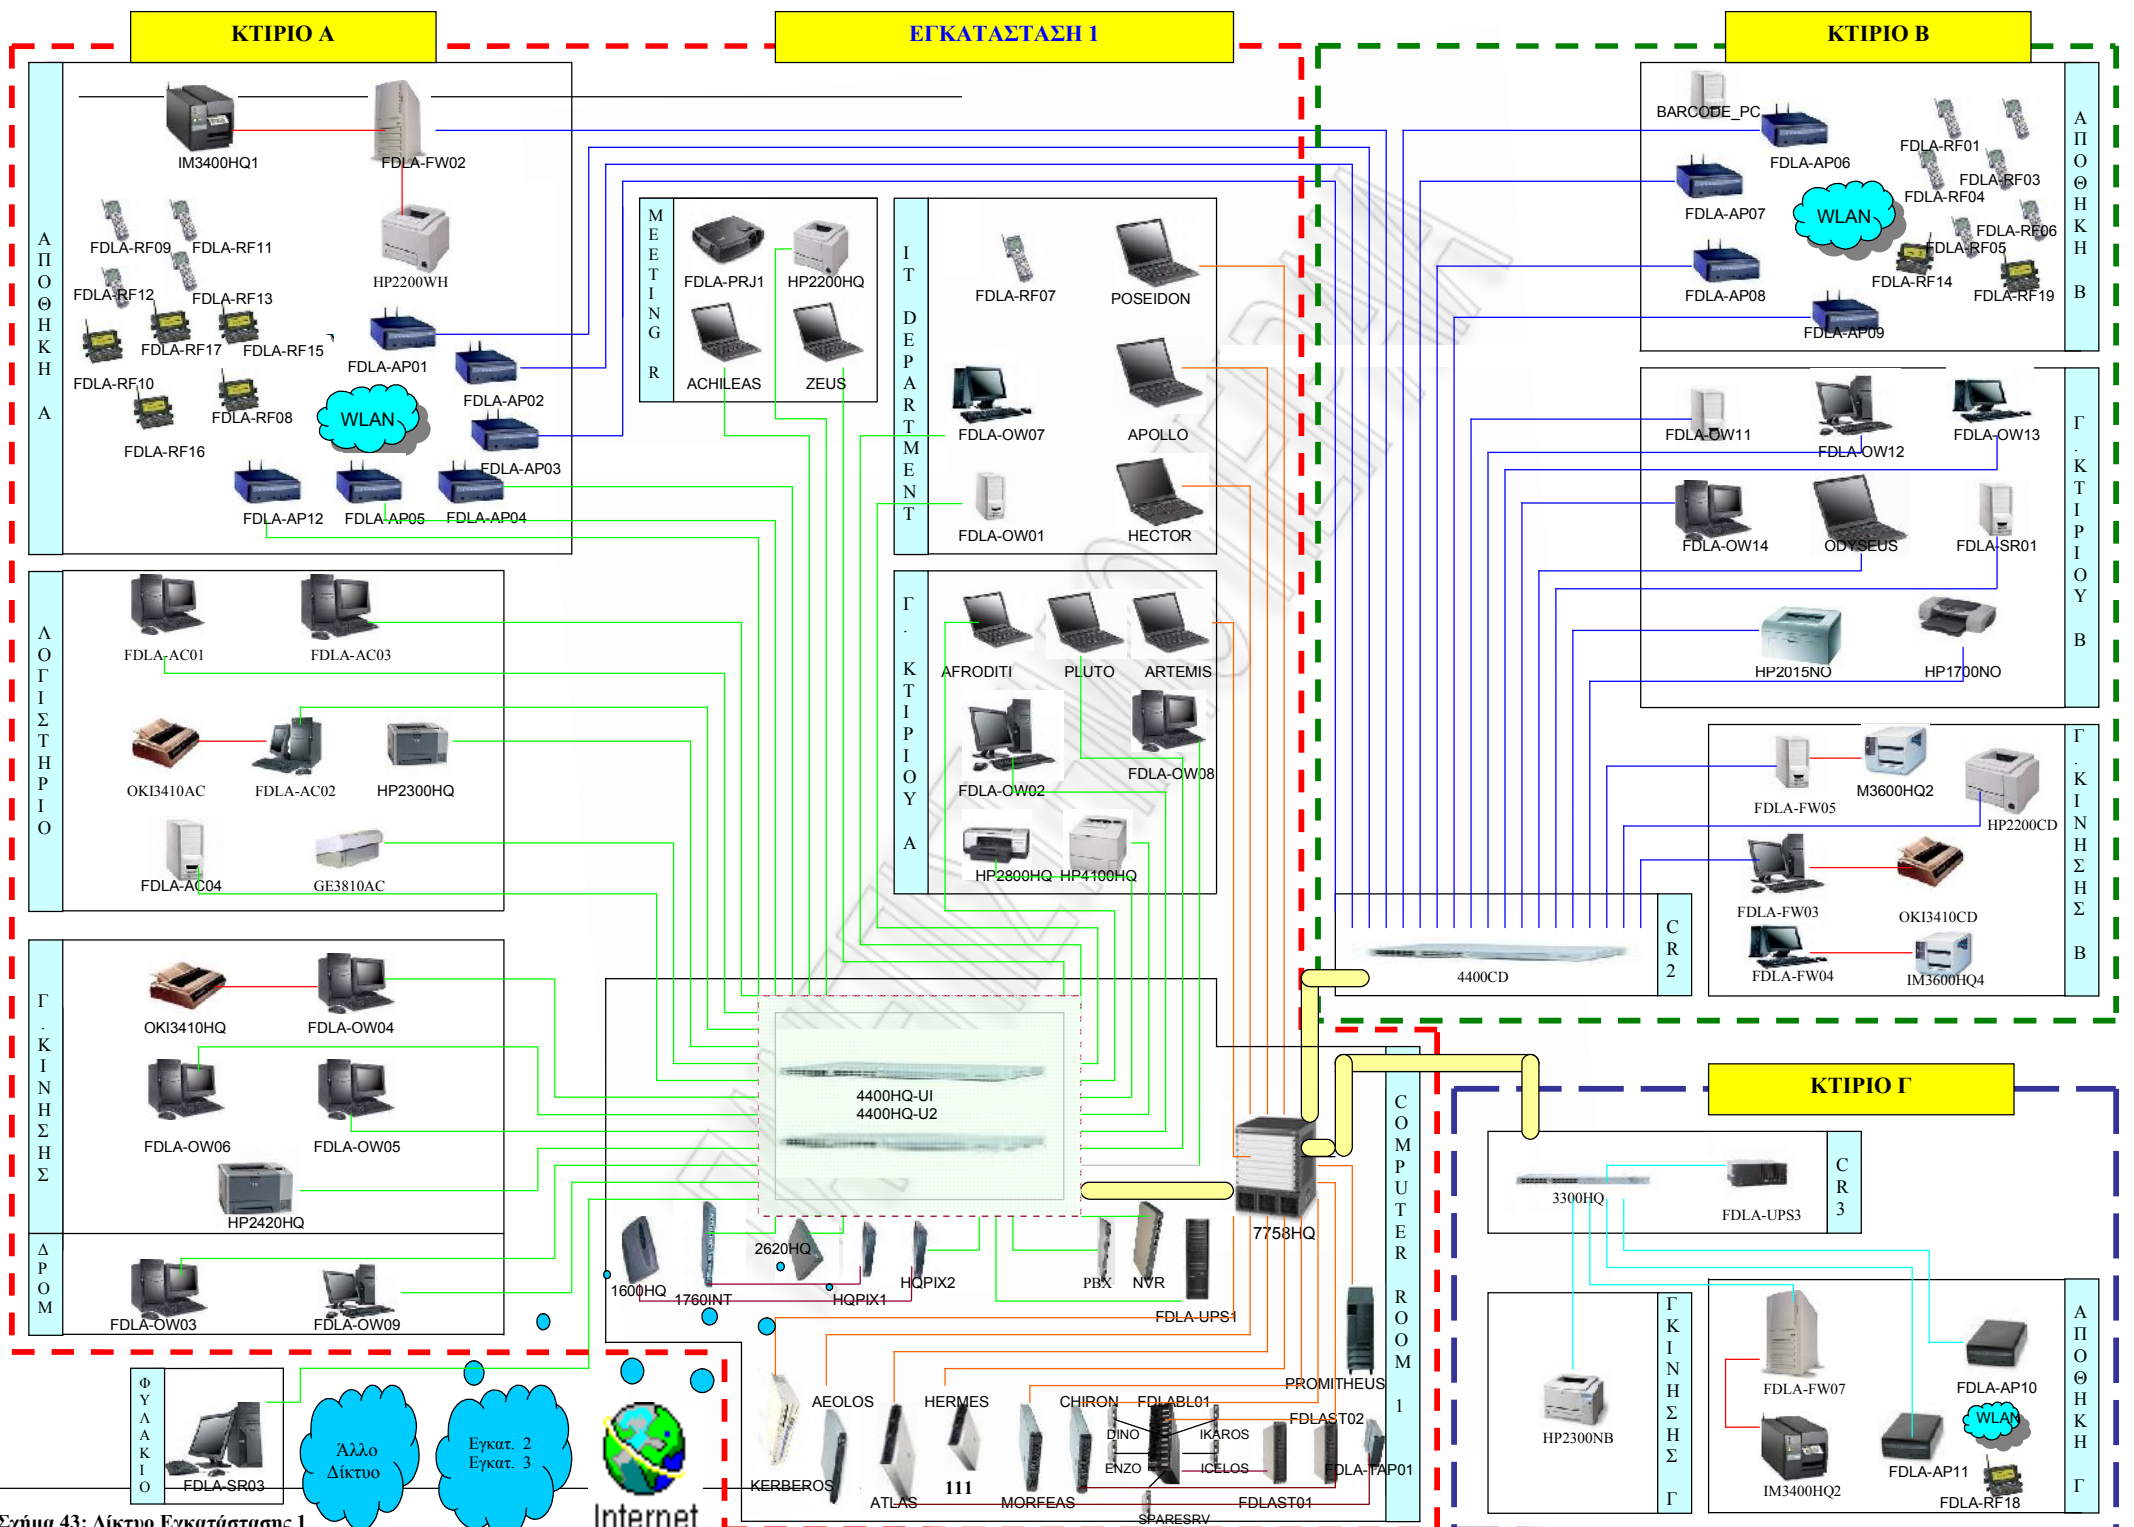 ΚΤΙΡΙΟ Α
ΕΓΚΑΤΑΣΤΑΣΗ 1
ΚΤΙΡΙΟ Β
ΑΠΟΘΗΚΗ Α
IM3400HQ1
FDLA-FW02
HP2200WH
FDLA-RF09
FDLA-RF11
FDLA-RF12
FDLA-RF13
FDLA-RF17
FDLA-RF15
FDLA-RF10
FDLA-RF08
FDLA-RF16
FDLA-AP01
FDLA-AP02
FDLA-AP03
WLAN
FDLA-AP12
FDLA-AP05
FDLA-AP04
MEETING R
FDLA-PRJ1
HP2200HQ
ACHILEAS
ZEUS
IT DEPARTMENT
FDLA-RF07
POSEIDON
FDLA-OW07
APOLLO
FDLA-OW01
HECTOR
ΑΠΟΘΗΚΗ Β
BARCODE_PC
FDLA-AP06
FDLA-RF01
FDLA-RF03
FDLA-RF04
FDLA-AP07
WLAN
FDLA-RF06
FDLA-RF05
FDLA-AP08
FDLA-RF14
FDLA-RF19
FDLA-AP09
Γ. ΚΤΙΡΙΟΥ Β
FDLA-OW11
FDLA-OW12
FDLA-OW13
FDLA-OW14
ODYSEUS
FDLA-SR01
HP2015NO
HP1700NO
ΛΟΓΙΣΤΗΡΙΟ
FDLA-AC01
FDLA-AC03
OKI3410AC
FDLA-AC02
HP2300HQ
FDLA-AC04
GE3810AC
Γ. ΚΤΙΡΙΟΥ Α
AFRODITI
PLUTO
ARTEMIS
FDLA-OW02
FDLA-OW08
HP2800HQ
HP4100HQ
Γ. ΚΙΝΗΣΗΣ Β
FDLA-FW05
M3600HQ2
HP2200CD
FDLA-FW03
OKI3410CD
FDLA-FW04
IM3600HQ4
4400CD
CR2
Γ. ΚΙΝΗΣΗΣ
OKI3410HQ
FDLA-OW04
FDLA-OW06
FDLA-OW05
HP2420HQ
ΔΡΟΜ
FDLA-OW03
FDLA-OW09
4400HQ-UI
4400HQ-U2
COMPUTER ROOM 1
7758HQ
1600HQ
1760INT
2620HQ
HQPIX1
HQPIX2
PBX
NVR
FDLA-UPS1
PROMITHEUS
KERBEROS
AEOLOS
ATLAS
HERMES
MORFEAS
CHIRON
FDLABL01
DINO
IKAROS
ENZO
ICELOS
SPARESRV
FDLAST01
FDLAST02
FDLA-TAP01
111
ΚΤΙΡΙΟ Γ
3300HQ
FDLA-UPS3
CR3
HP2300NB
ΓΚΙΝΗΣΗΣ Γ
FDLA-FW07
FDLA-AP10
WLAN
IM3400HQ2
FDLA-AP11
FDLA-RF18
ΑΠΟΘΗΚΗ Γ
ΦΥΛΑΚΙΟ
FDLA-SR03
Άλλο
Δίκτυο
Εγκατ. 2
Εγκατ. 3
Internet
Σχήμα 43: Δίκτυο Εγκατάστασης 1